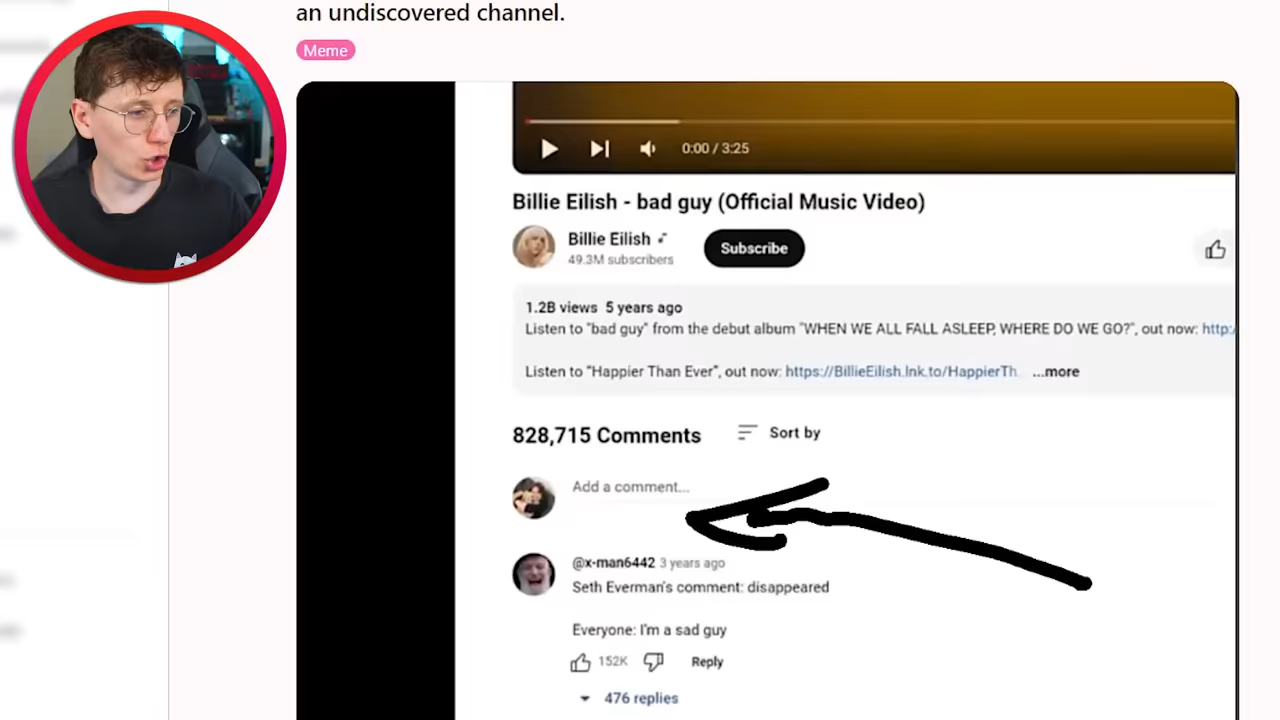 an undiscovered channel.
Meme
0:00 / 3:25
Billie Eilish - bad guy (Official Music Video)
Billie Eilish
49.3M subscribers
Subscribe
1.2B views 5 years ago
Listen to "bad guy" from the debut album "WHEN WE ALL FALL ASLEEP, WHERE DO WE GO?", out now: http:/
Listen to "Happier Than Ever", out now: https://BillieEilish.lnk.to/HappierTh. ...more
828,715 Comments
Sort by
Add a comment...
@x-man6442 3 years ago
Seth Everman's comment: disappeared
Everyone: I'm a sad guy
152K
Reply
476 replies